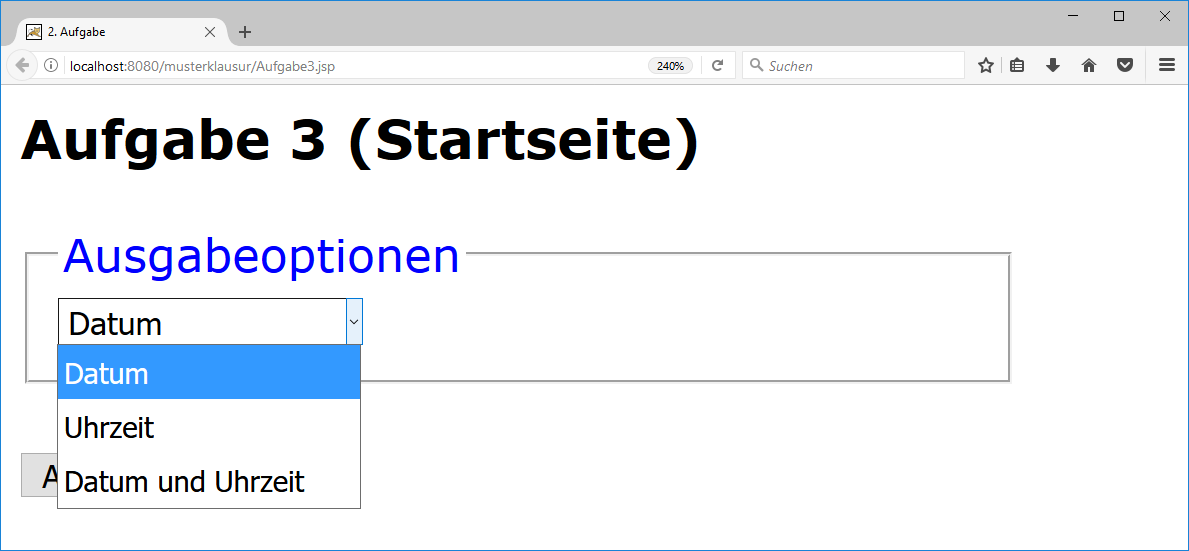 2. Aufgabe
localhost:8080/musterklausur/Aufgabe3.jsp
240%
Suchen
Aufgabe 3 (Startseite)
Ausgabeoptionen
Datum
Datum
Uhrzeit
Datum und Uhrzeit